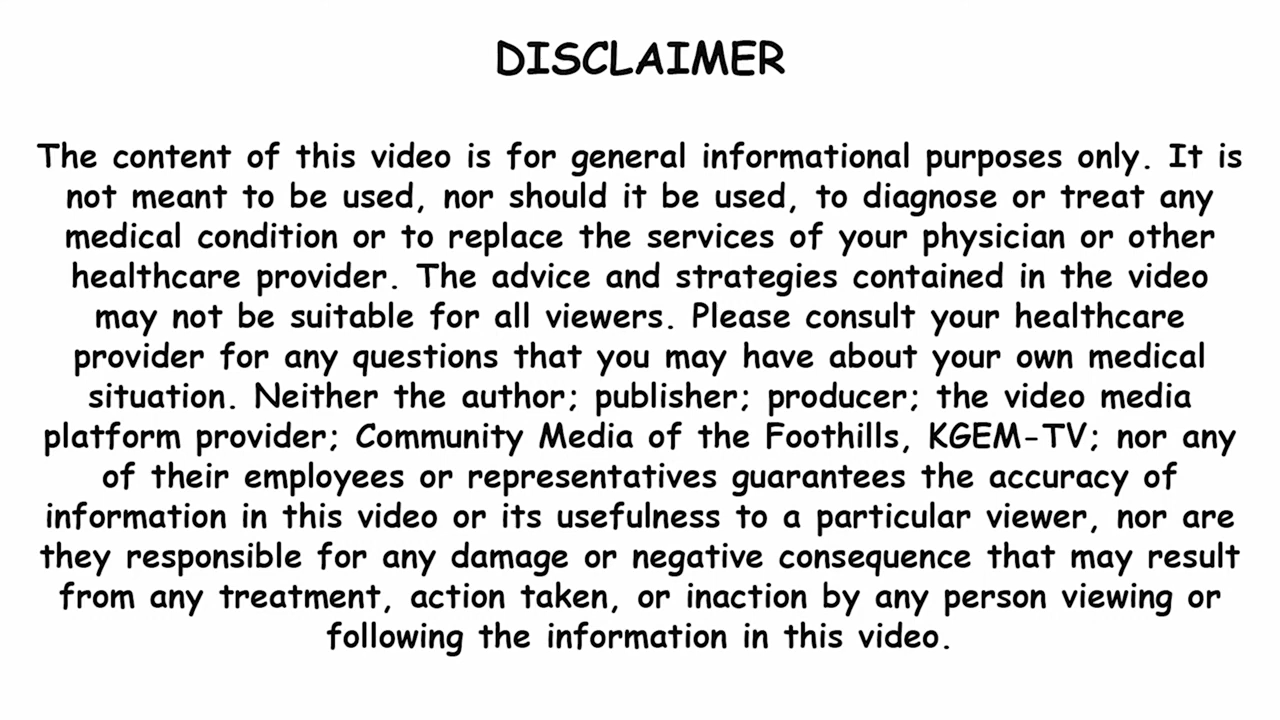 DISCLAIMER
The content of this video is for general informational purposes only. It is
not meant to be used, nor should it be used, to diagnose or treat any
medical condition or to replace the services of your physician or other
healthcare provider. The advice and strategies contained in the video
may not be suitable for all viewers. Please consult your healthcare
provider for any questions that you may have about your own medical
situation. Neither the author; publisher; producer; the video media
platform provider; Community Media of the Foothills, KGEM-TV; nor any
of their employees or representatives guarantees the accuracy of
information in this video or its usefulness to a particular viewer, nor are
they responsible for any damage or negative consequence that may result
from any treatment, action taken, or inaction by any person viewing or
following the information in this video.